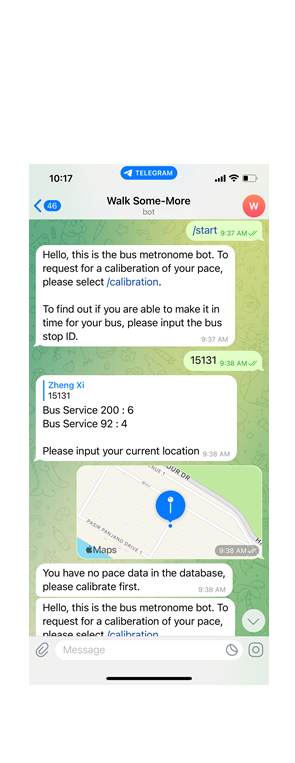 10:17
TELEGRAM
46
Walk Some-More
bot
W
/start 9:37 AM
Hello, this is the bus metronome bot. To
request for a caliberation of your pace,
please select /calibration.
To find out if you are able to make it in
time for your bus, please input the bus
stop ID.
9:37 AM
15131 9:38 AM
Zheng Xi
15131
Bus Service 200 : 6
Bus Service 92 : 4
Please input your current location 9:38 AM
PASIR PANJANG DRIVE 1
Maps
9:38 AM
You have no pace data in the database,
please calibrate first.
9:38 AM
Hello, this is the bus metronome bot. To
request for a caliberation of your pace,
please select /calibration
Message